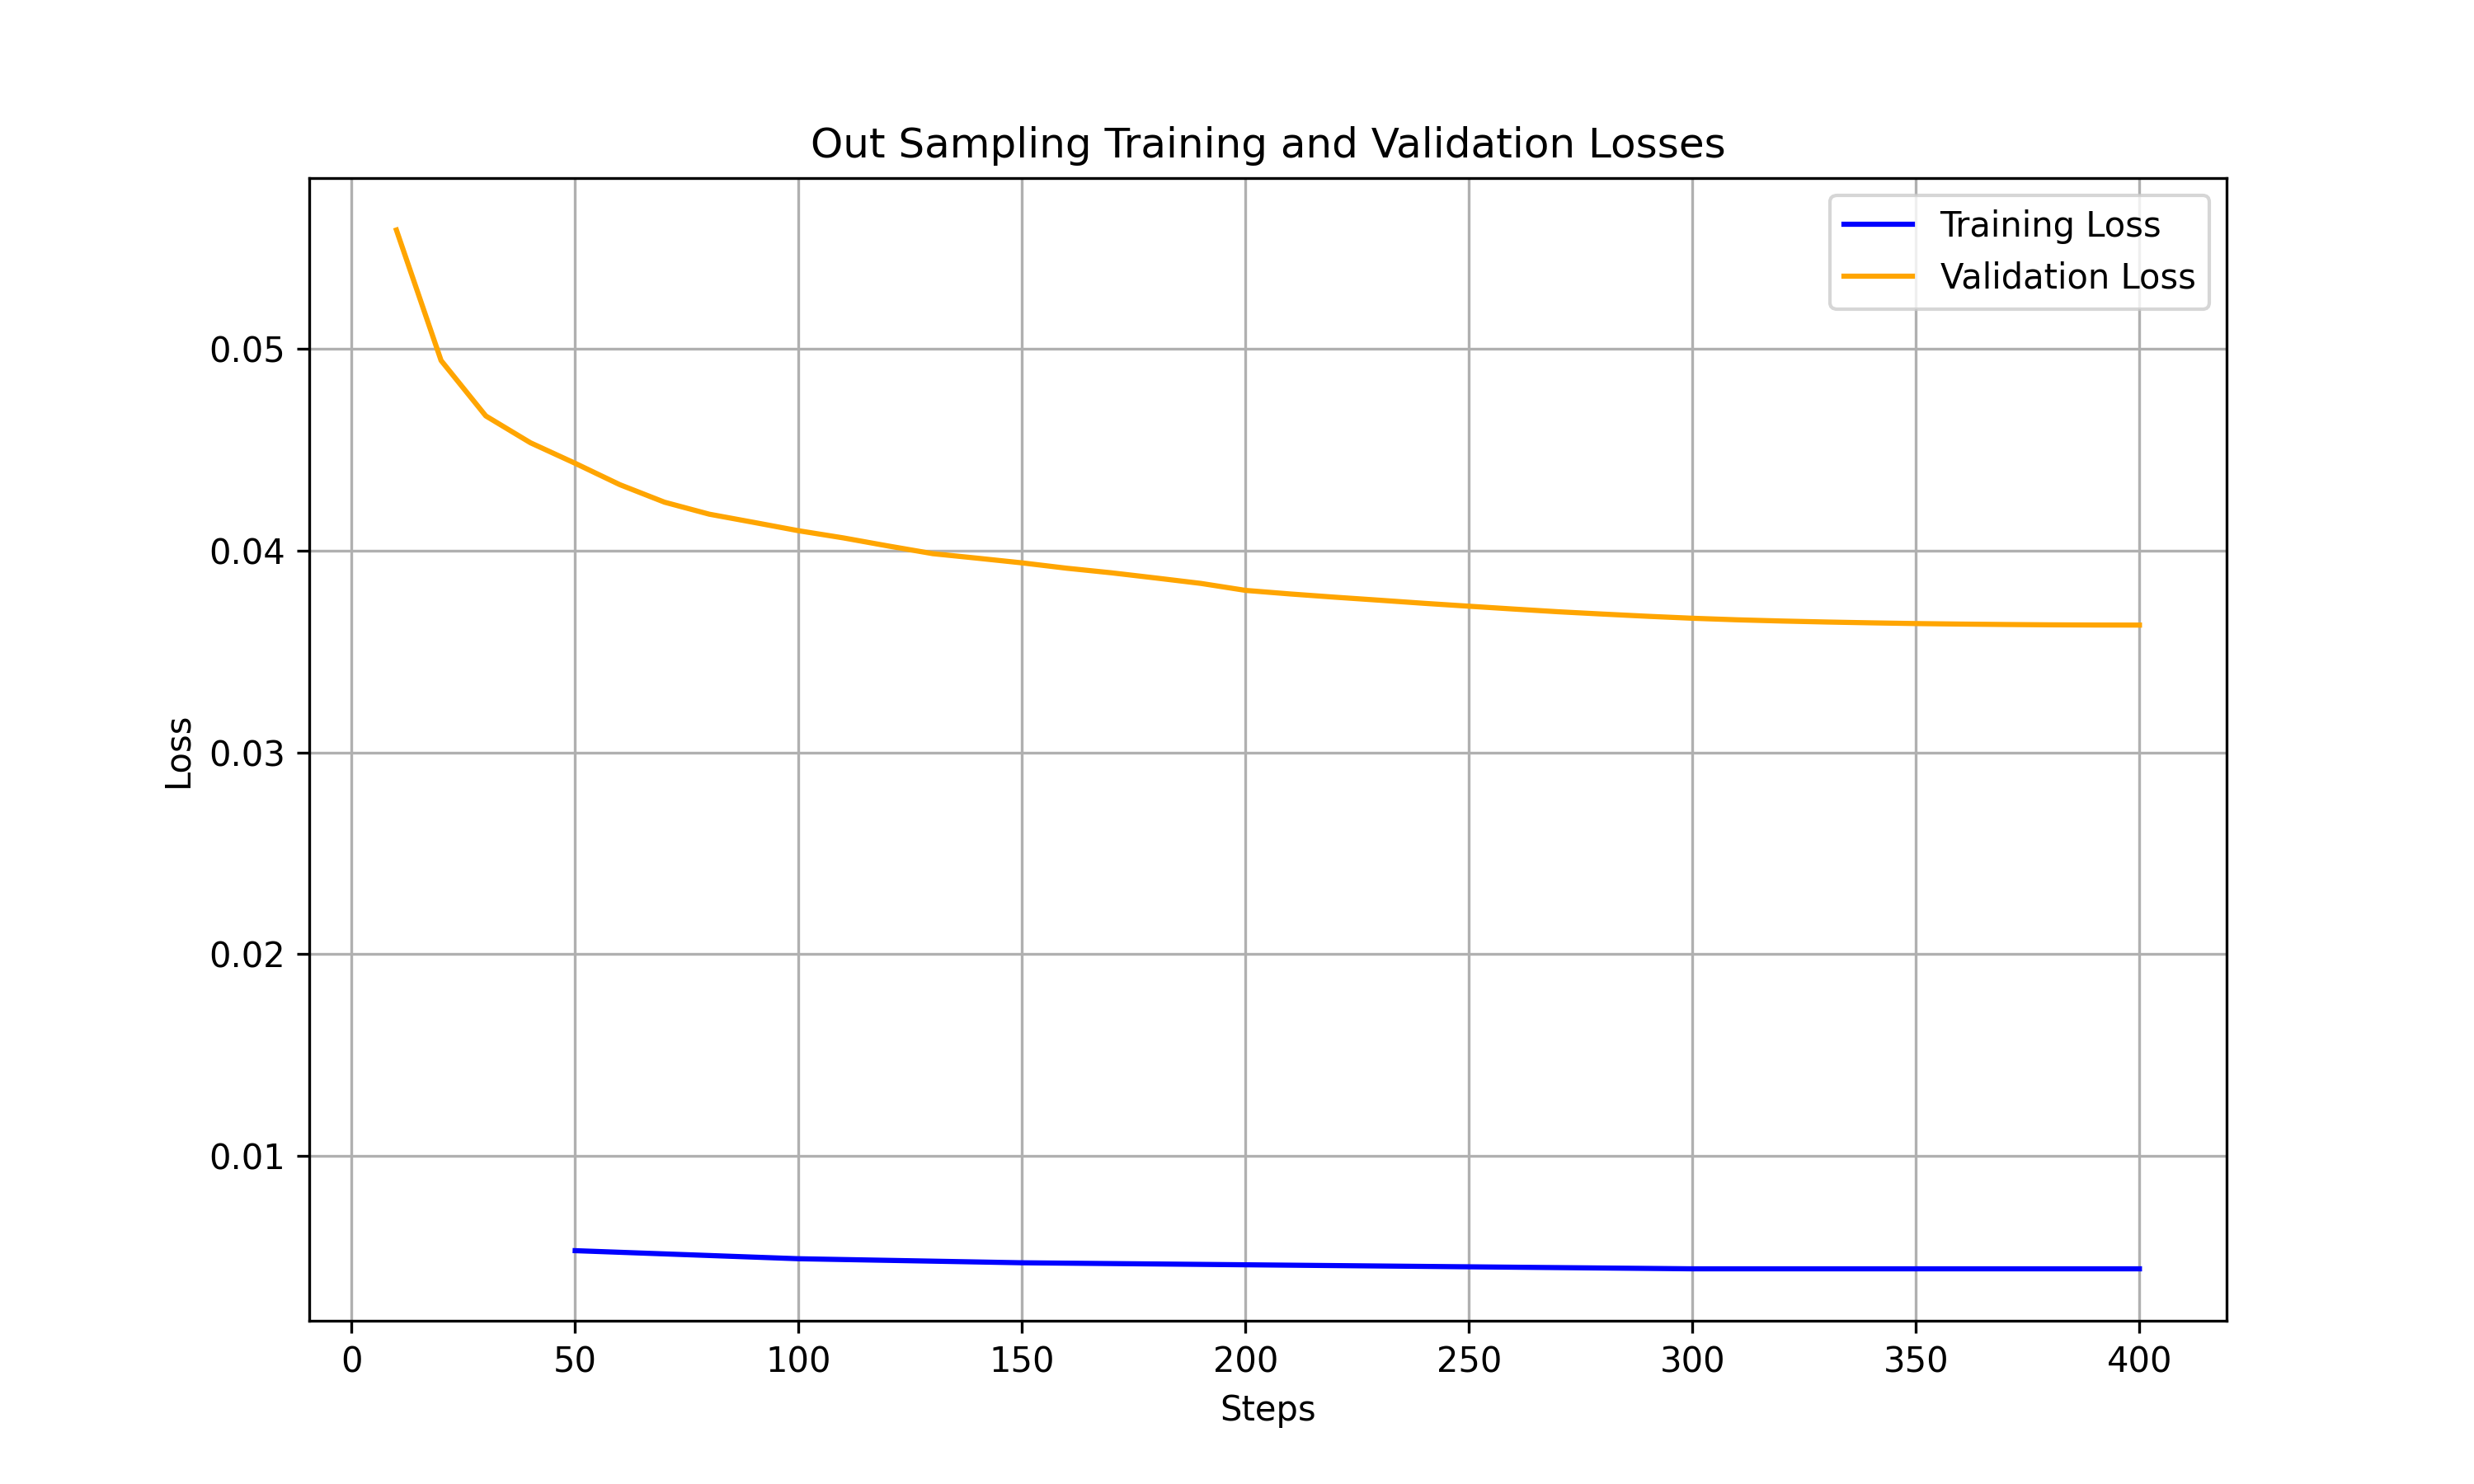 Out Sampling Training and Validation Losses
Training Loss
Validation Loss
0.05
0.04
0.03
0.02
0.01
Loss
0 50 100 150 200 250 300 350 400
Steps